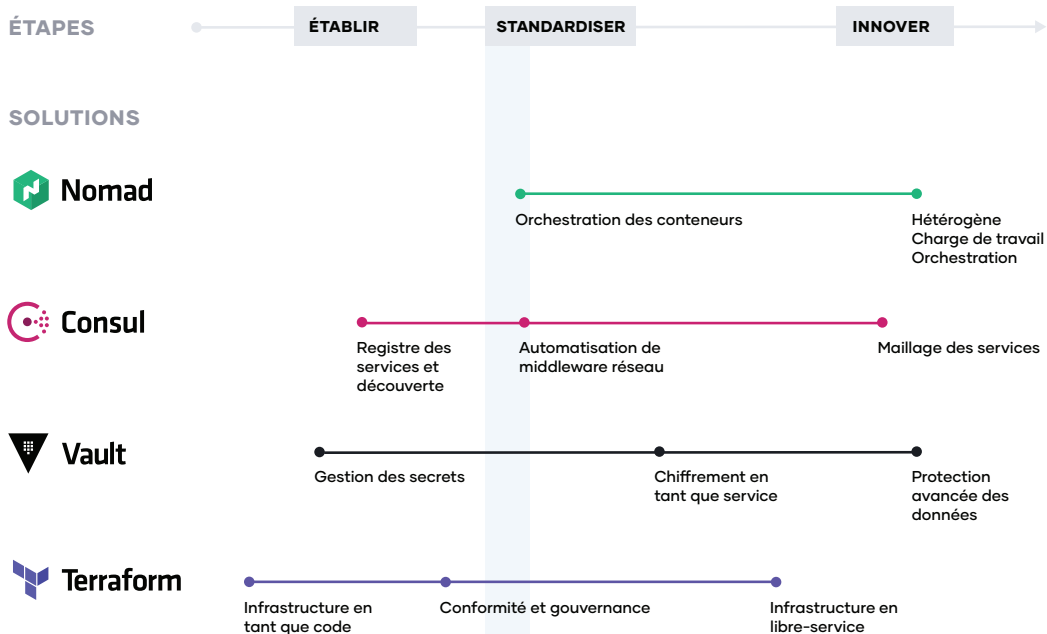 ÉTAPES
ÉTABLIR
STANDARDISER
INNOVER
SOLUTIONS
Nomad
Orchestration des conteneurs
Hétérogène
Charge de travail
Orchestration
Consul
Registre des
services et
découverte
Automatisation de
middleware réseau
Maillage des services
Vault
Gestion des secrets
Chiffrement en
tant que service
Protection
avancée des
données
Terraform
Infrastructure en
tant que code
Conformité et gouvernance
Infrastructure en
libre-service